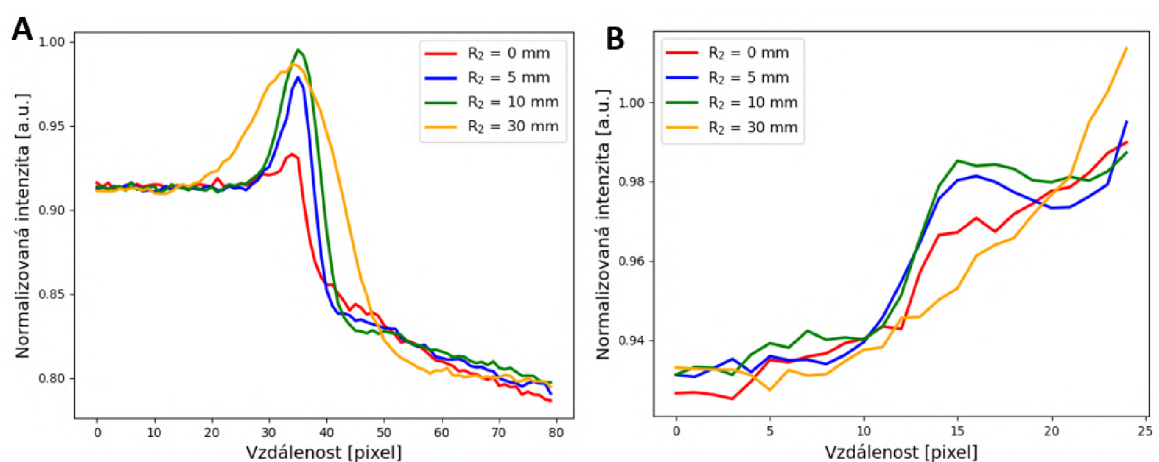 A
Normalizovaná intenzita [a.u.]
1.00
0.95
0.90
0.85
0.80
R₂ = 0 mm
R₂ = 5 mm
R₂ = 10 mm
R₂ = 30 mm
0 10 20 30 40 50 60 70 80
Vzdálenost [pixel]
B
Normalizovaná intenzita [a.u.]
1.00
0.98
0.96
0.94
R₂ = 0 mm
R₂ = 5 mm
R₂ = 10 mm
R₂ = 30 mm
0 5 10 15 20 25
Vzdálenost [pixel]